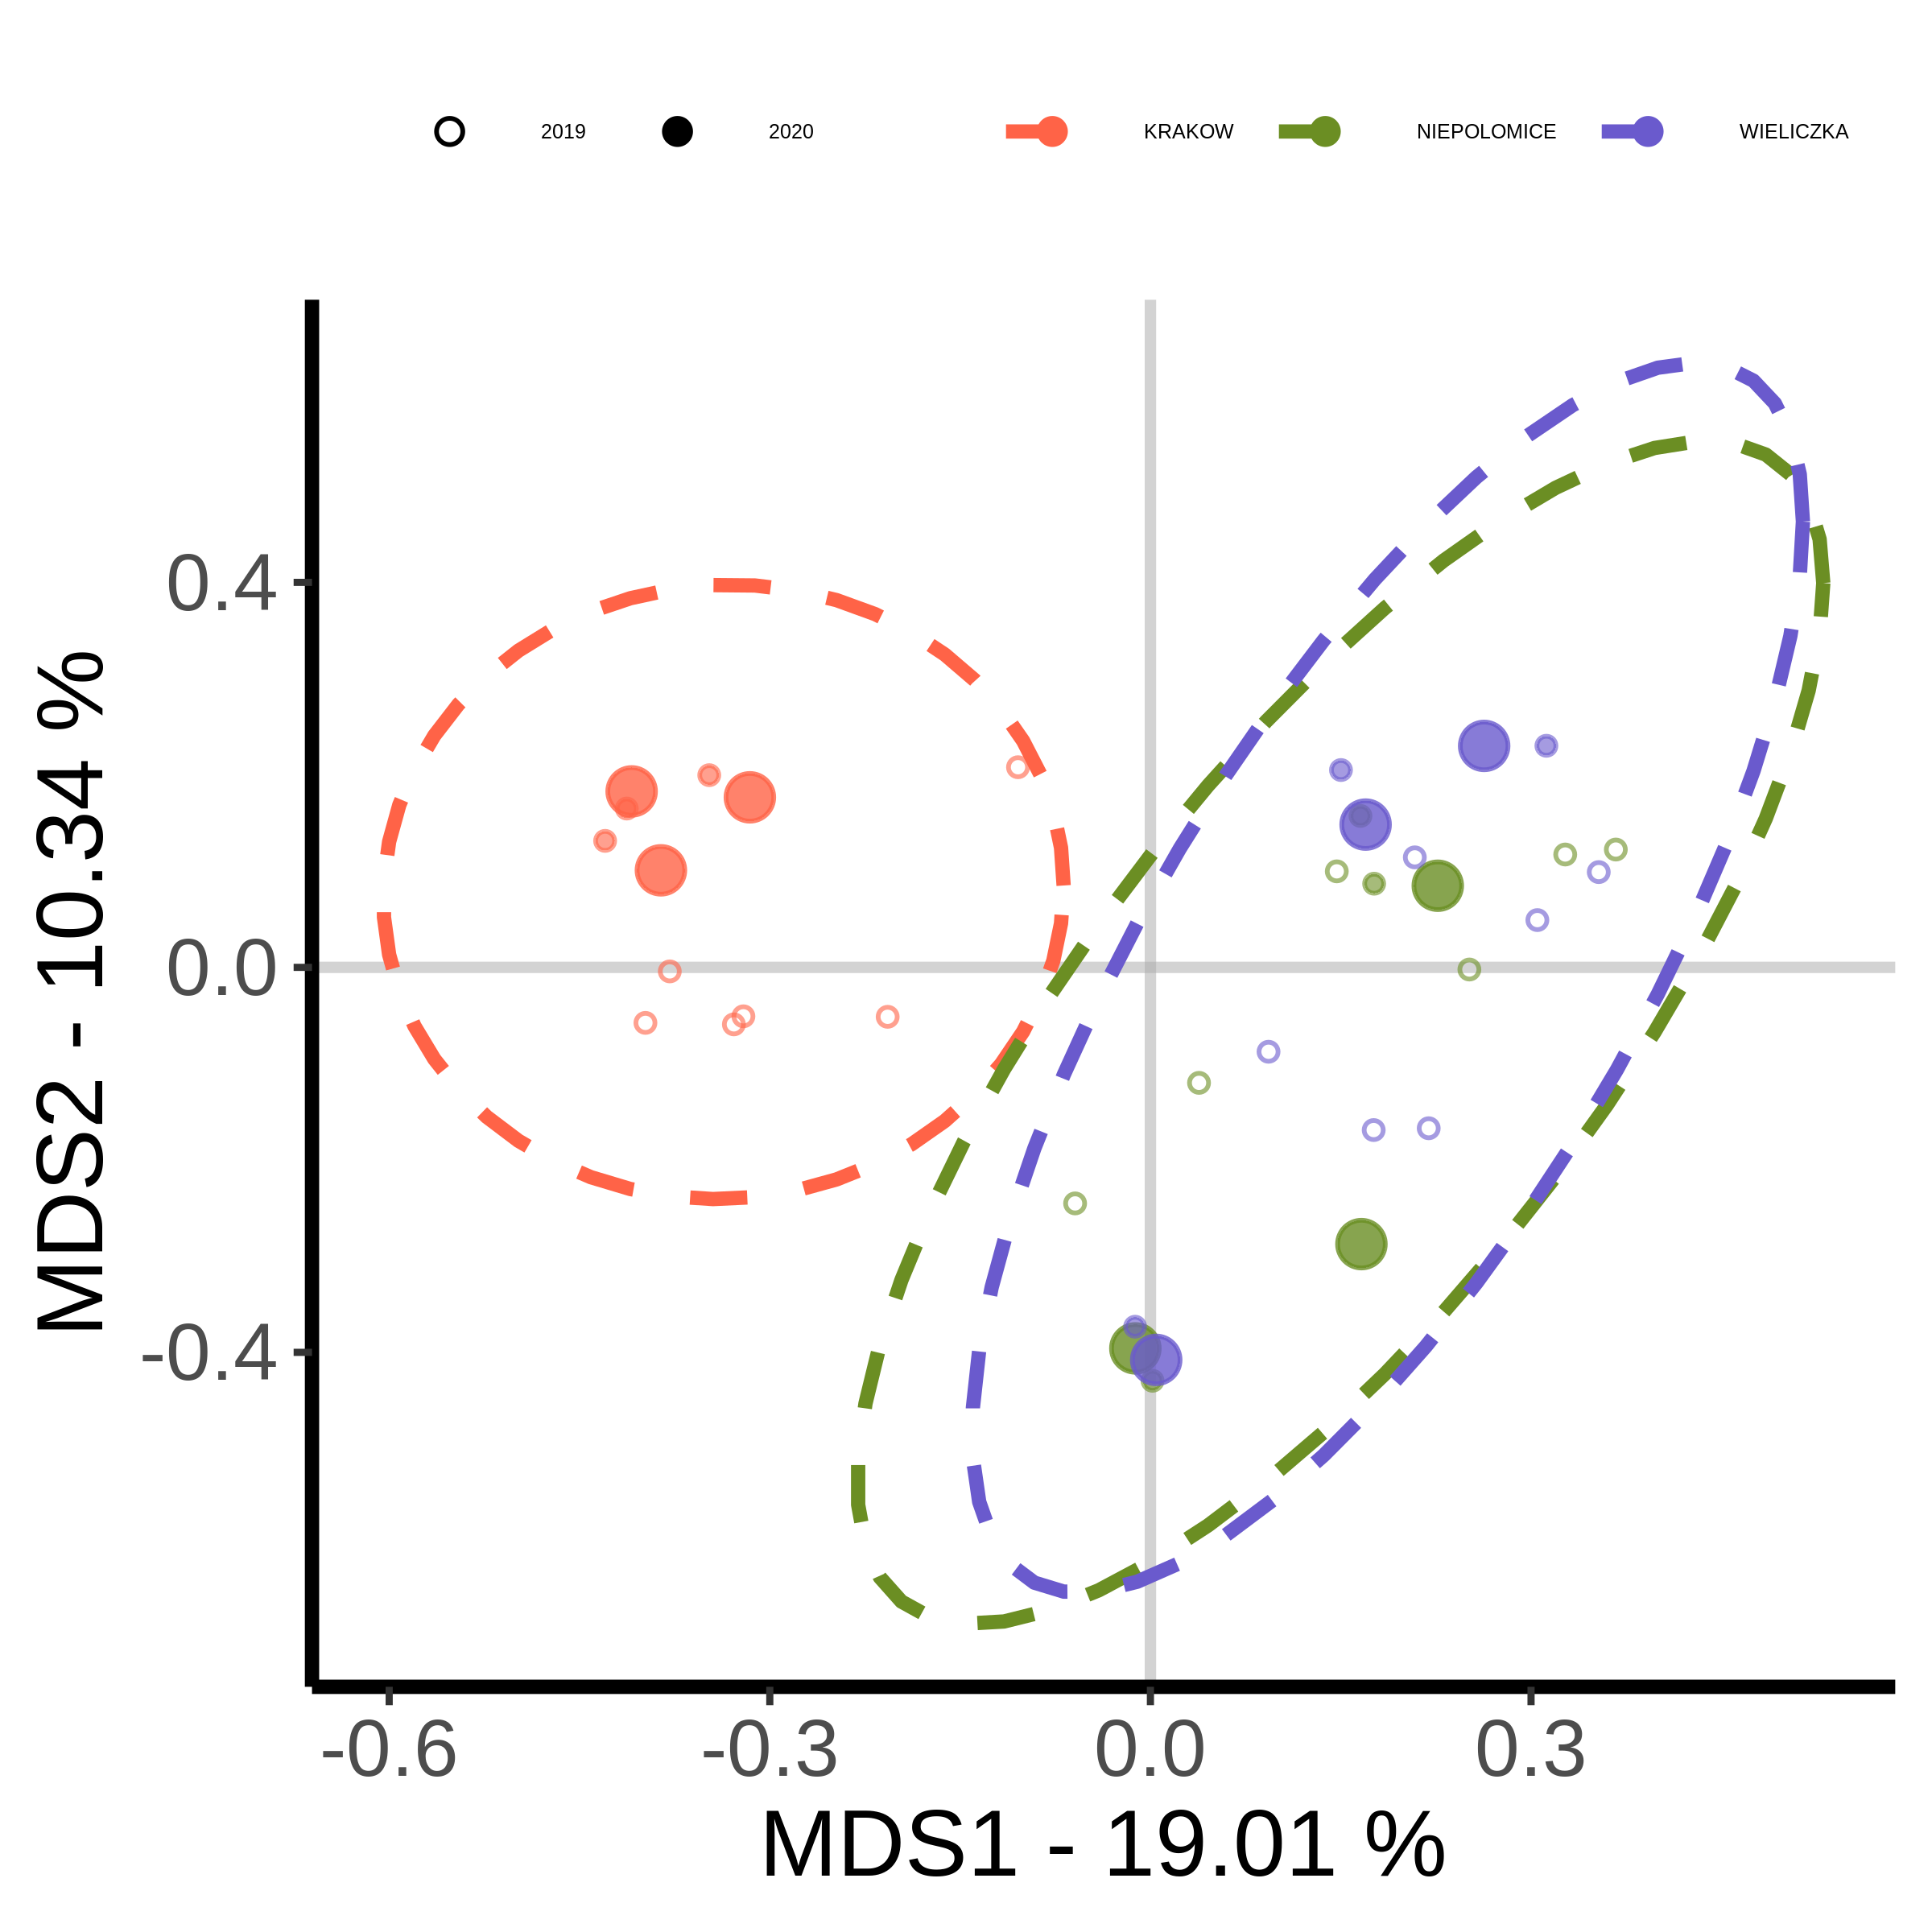 2019 2020 KRAKOW NIEPOLOMICE WIELICZKA
MDS2 - 10.34 %
0.4
0.0
-0.4
-0.6 -0.3 0.0 0.3
MDS1 - 19.01 %